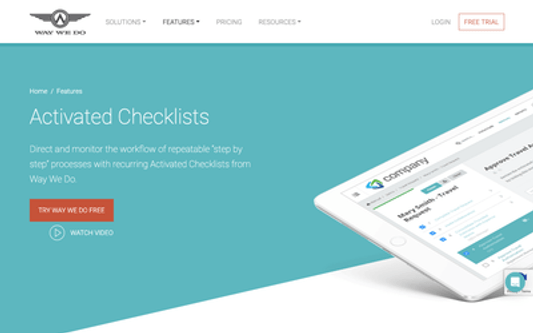 WAY WE DO
SOLUTIONS
FEATURES
PRICING
RESOURCES
LOGIN
FREE TRIAL
Home / Features
Activated Checklists
Direct and monitor the workflow of repeatable "step by
step" processes with recurring Activated Checklists from
Way We Do.
TRY WAY WE DO FREE
WATCH VIDEO
company
Approve Travel
Mary Smith - Travel
Request